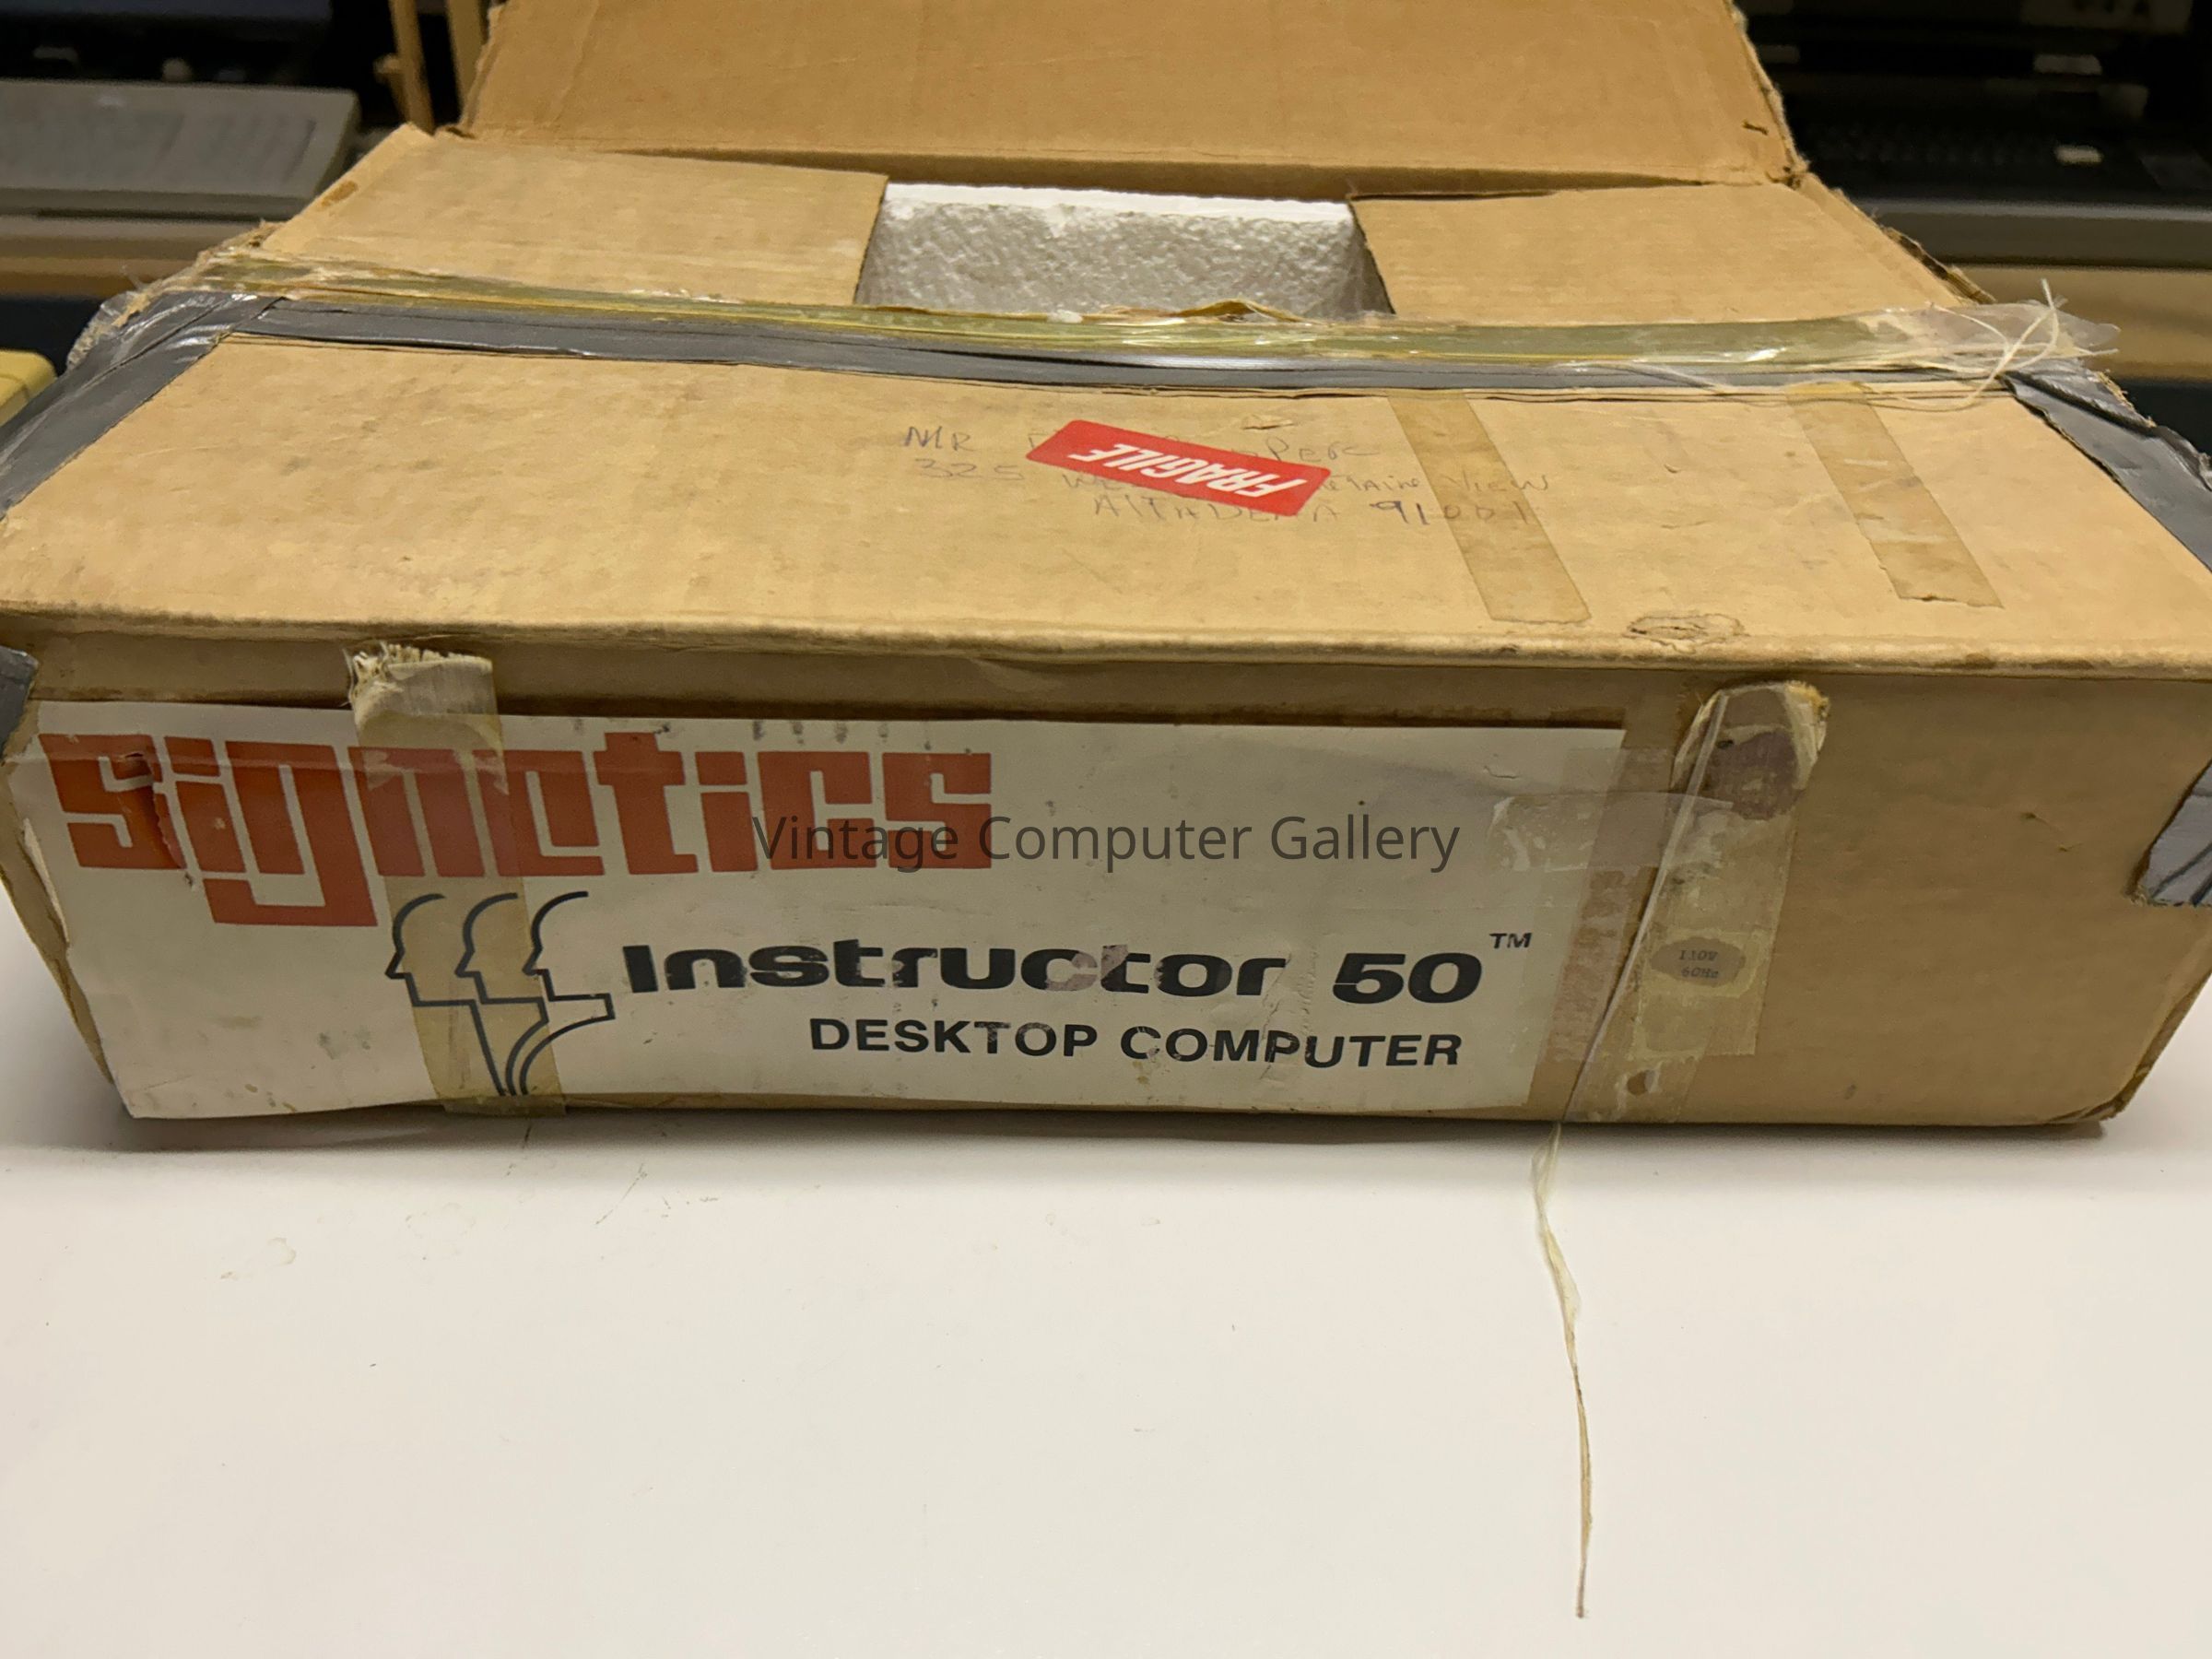 MR
325
ALTADENA 91001
FRAGILE
signetics
Vintage Computer Gallery
Instructor 50™
DESKTOP COMPUTER
110V
60Hz